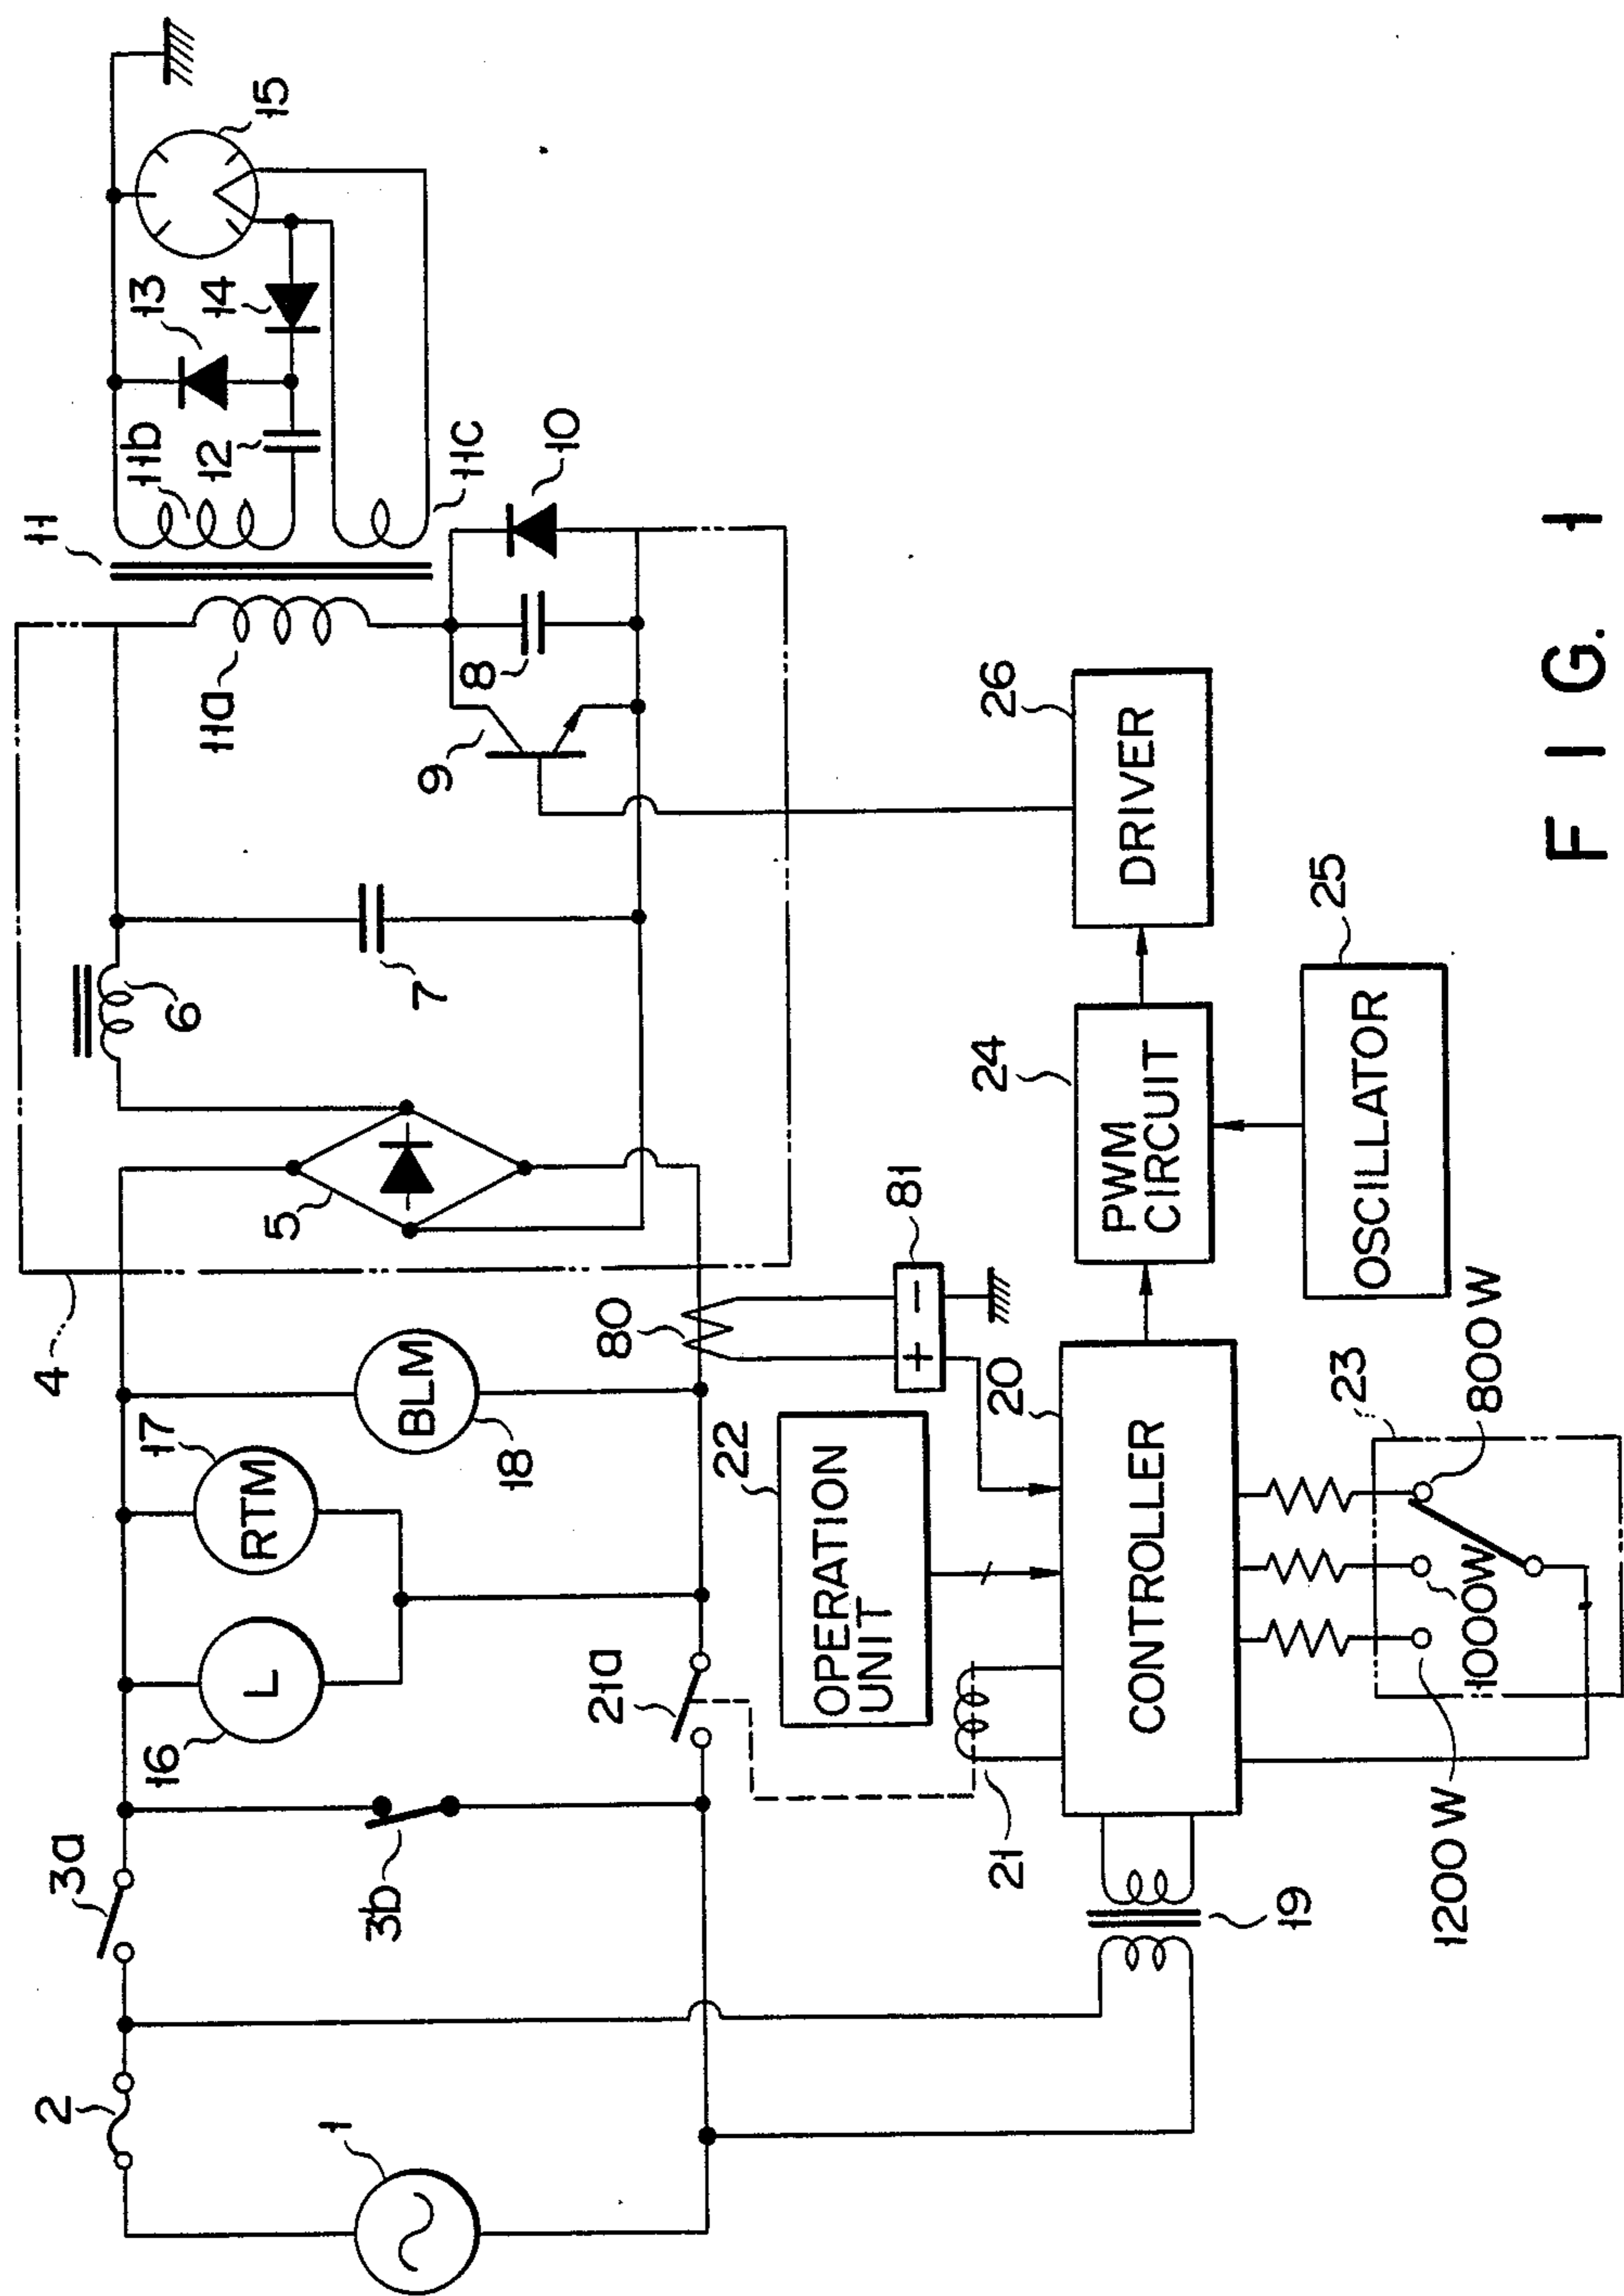 1
2
3a
3b
16
L
17
RTM
BLM
18
4
5
6
7
11
11a
11b
11c
12
13
14
15
8
9
10
19
21
21a
22
OPERATION
UNIT
80
81
+ -
20
CONTROLLER
24
PWM
CIRCUIT
26
DRIVER
25
OSCILLATOR
23
1200W
1000W
800W
FIG. 1